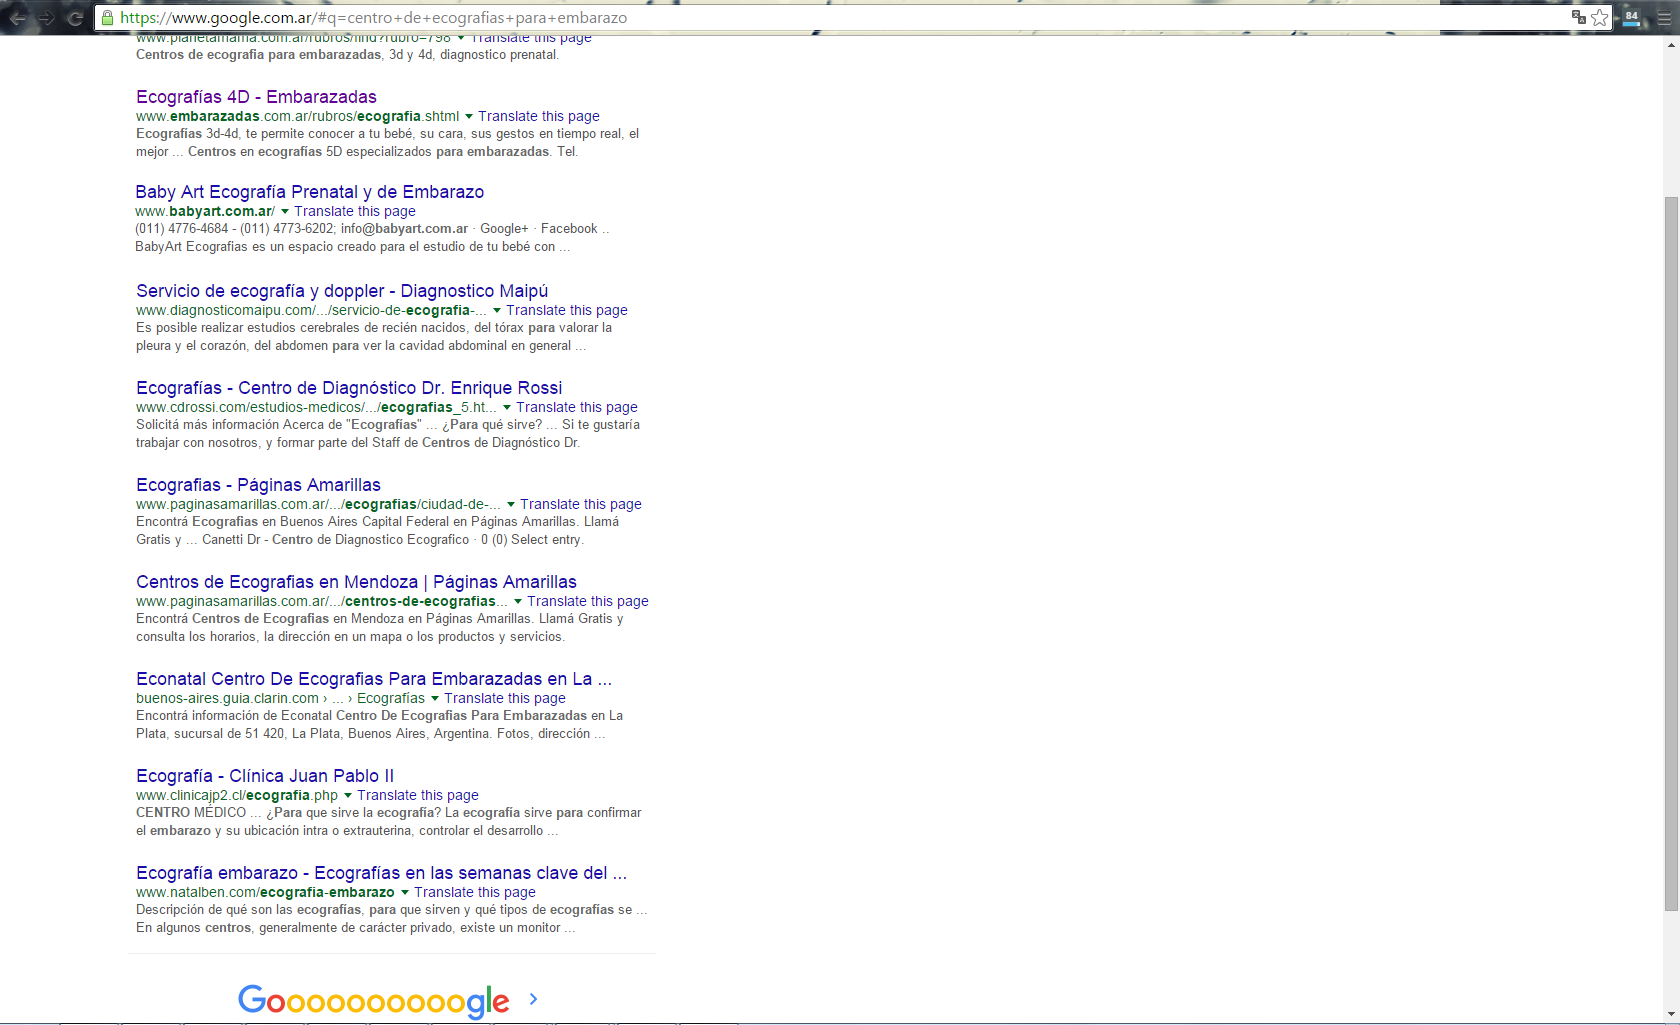 https://www.google.com.ar/#q=centro+de+ecografias+para+embarazo
84
www.planetamama.com.ar/rubros/find?rubro=798 Translate this page
Centros de ecografia para embarazadas, 3d y 4d, diagnostico prenatal.
Ecografías 4D - Embarazadas
www.embarazadas.com.ar/rubros/ecografia.shtml Translate this page
Ecografías 3d-4d, te permite conocer a tu bebé, su cara, sus gestos en tiempo real, el
mejor ... Centros en ecografías 5D especializados para embarazadas. Tel.
Baby Art Ecografía Prenatal y de Embarazo
www.babyart.com.ar/ Translate this page
(011) 4776-4684 - (011) 4773-6202; info@babyart.com.ar · Google+ · Facebook ..
BabyArt Ecografias es un espacio creado para el estudio de tu bebé con ...
Servicio de ecografía y doppler - Diagnostico Maipú
www.diagnosticomaipu.com/.../servicio-de-ecografia-... Translate this page
Es posible realizar estudios cerebrales de recién nacidos, del tórax para valorar la
pleura y el corazón, del abdomen para ver la cavidad abdominal en general ...
Ecografías - Centro de Diagnóstico Dr. Enrique Rossi
www.cdrossi.com/estudios-medicos/.../ecografias_5.ht... Translate this page
Solicitá más información Acerca de "Ecografías" ... ¿Para qué sirve? ... Si te gustaría
trabajar con nosotros, y formar parte del Staff de Centros de Diagnóstico Dr.
Ecografias - Páginas Amarillas
www.paginasamarillas.com.ar/.../ecografias/ciudad-de-... Translate this page
Encontrá Ecografias en Buenos Aires Capital Federal en Páginas Amarillas. Llamá
Gratis y ... Canetti Dr - Centro de Diagnostico Ecografico · 0 (0) Select entry.
Centros de Ecografias en Mendoza | Páginas Amarillas
www.paginasamarillas.com.ar/.../centros-de-ecografias... Translate this page
Encontrá Centros de Ecografias en Mendoza en Páginas Amarillas. Llamá Gratis y
consulta los horarios, la dirección en un mapa o los productos y servicios.
Econatal Centro De Ecografias Para Embarazadas en La ...
buenos-aires.guia.clarin.com › ... › Ecografías Translate this page
Encontrá información de Econatal Centro De Ecografias Para Embarazadas en La
Plata, sucursal de 51 420, La Plata, Buenos Aires, Argentina. Fotos, dirección ...
Ecografía - Clínica Juan Pablo II
www.clinicajp2.cl/ecografia.php Translate this page
CENTRO MÉDICO ... ¿Para que sirve la ecografía? La ecografía sirve para confirmar
el embarazo y su ubicación intra o extrauterina, controlar el desarrollo ...
Ecografía embarazo - Ecografías en las semanas clave del ...
www.natalben.com/ecografia-embarazo Translate this page
Descripción de qué son las ecografías, para que sirven y qué tipos de ecografías se ...
En algunos centros, generalmente de carácter privado, existe un monitor ...
Goooooooooogle